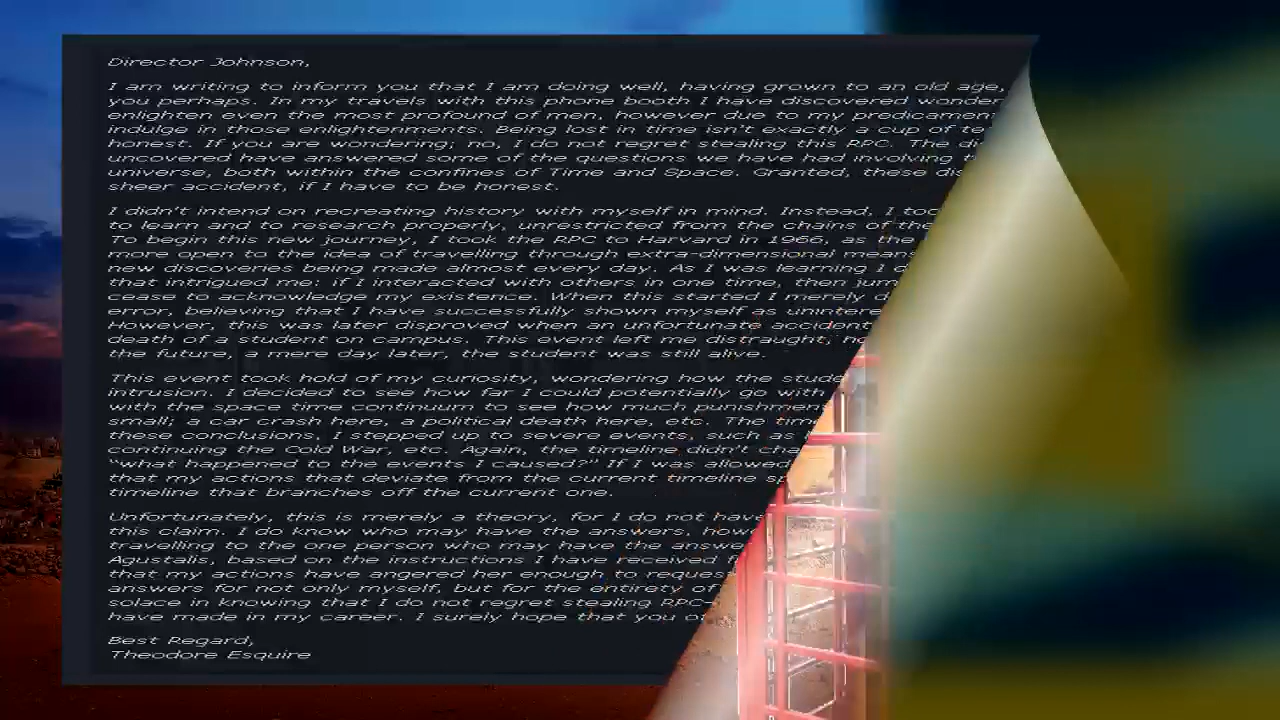 Director Johnson,
I am writing to inform you that I am doing well, having grown to an old age,
you perhaps. In my travels with this phone booth I have discovered wonder
enlighten even the most profound of men, however due to my predicamen
indulge in those enlightenments. Being lost in time isn't exactly a cup of te
honest. If you are wondering; no, I do not regret stealing this RPC. The di
uncovered have answered some of the questions we have had involving
universe, both within the confines of Time and Space. Granted, these dis
sheer accident, if I have to be honest.
I didn't intend on recreating history with myself in mind. Instead, I too
to learn and to research properly, unrestricted from the chains of the
To begin this new journey, I took the RPC to Harvard in 1966, as the
more open to the idea of travelling through extra-dimensional means
new discoveries being made almost every day. As I was learning I d
that intrigued me: if I interacted with others in one time, then jum
cease to acknowledge my existence. When this started I merely d
error, believing that I have successfully shown myself as unintere
However, this was later disproved when an unfortunate accident
death of a student on campus. This event left me distraught, no
the future, a mere day later, the student was still alive.
This event took hold of my curiosity, wondering how the stude
intrusion. I decided to see how far I could potentially go with
with the space time continuum to see how much punishment
small; a car crash here, a political death here, etc. The time
these conclusions, I stepped up to severe events, such as
continuing the Cold War, etc. Again, the timeline didn't cha
"what happened to the events I caused?" If I was allowed
that my actions that deviate from the current timeline sp
timeline that branches off the current one.
Unfortunately, this is merely a theory, for I do not have
this claim. I do know who may have the answers, howe
travelling to the one person who may have the answe
Agustalis, based on the instructions I have received f
that my actions have angered her enough to request
answers for not only myself, but for the entirety of
solace in knowing that I do not regret stealing RPC-
have made in my career. I surely hope that you o
Best Regard,
Theodore Esquire